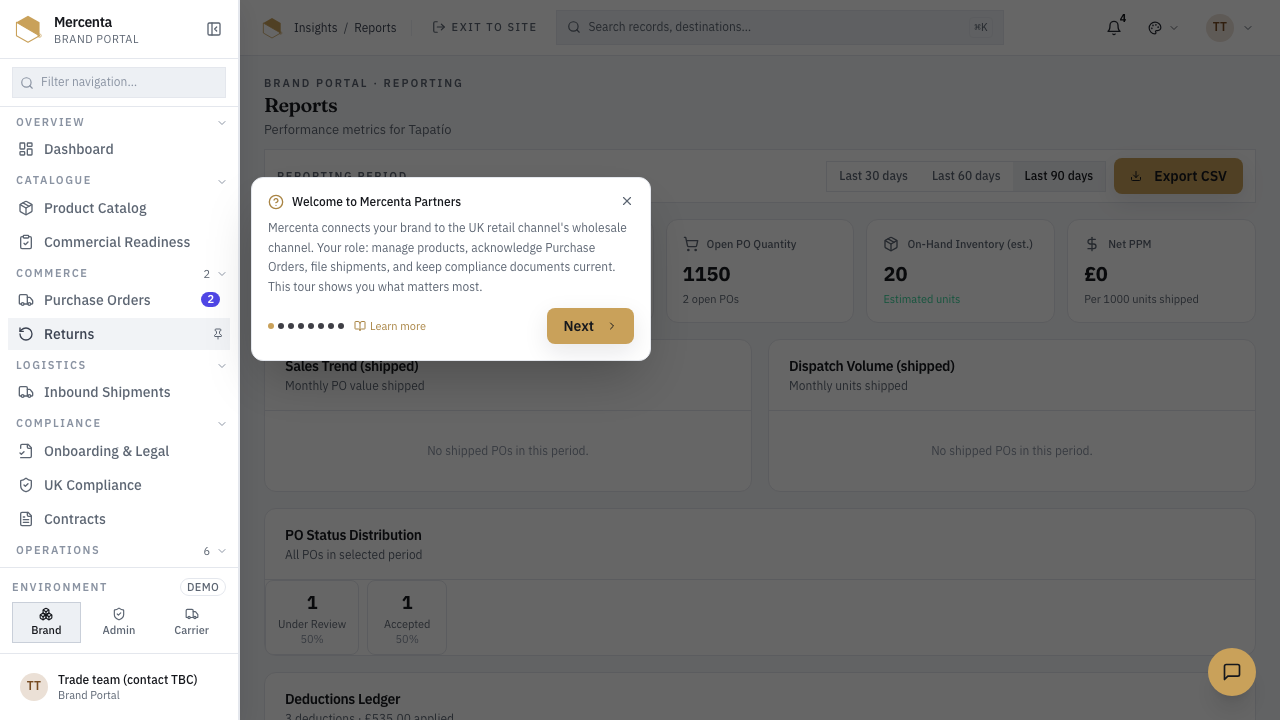 Mercenta
BRAND PORTAL
Filter navigation...
OVERVIEW
Dashboard
CATALOGUE
Product Catalog
Commercial Readiness
COMMERCE 2
Purchase Orders 2
Returns
LOGISTICS
Inbound Shipments
COMPLIANCE
Onboarding & Legal
UK Compliance
Contracts
OPERATIONS 6
ENVIRONMENT DEMO
Brand Admin Carrier
TT Trade team (contact TBC)
Brand Portal
Insights / Reports EXIT TO SITE Search records, destinations... ⌘K 4 TT
BRAND PORTAL · REPORTING
Reports
Performance metrics for Tapatío
REPORTING PERIOD
Last 30 days Last 60 days Last 90 days Export CSV
Welcome to Mercenta Partners
Mercenta connects your brand to the UK retail channel's wholesale
channel. Your role: manage products, acknowledge Purchase
Orders, file shipments, and keep compliance documents current.
This tour shows you what matters most.
Learn more Next
Open PO Quantity
1150
2 open POs
On-Hand Inventory (est.)
20
Estimated units
Net PPM
£0
Per 1000 units shipped
Sales Trend (shipped)
Monthly PO value shipped
No shipped POs in this period.
Dispatch Volume (shipped)
Monthly units shipped
No shipped POs in this period.
PO Status Distribution
All POs in selected period
1
Under Review
50%
1
Accepted
50%
Deductions Ledger
3 deductions · £535.00 applied